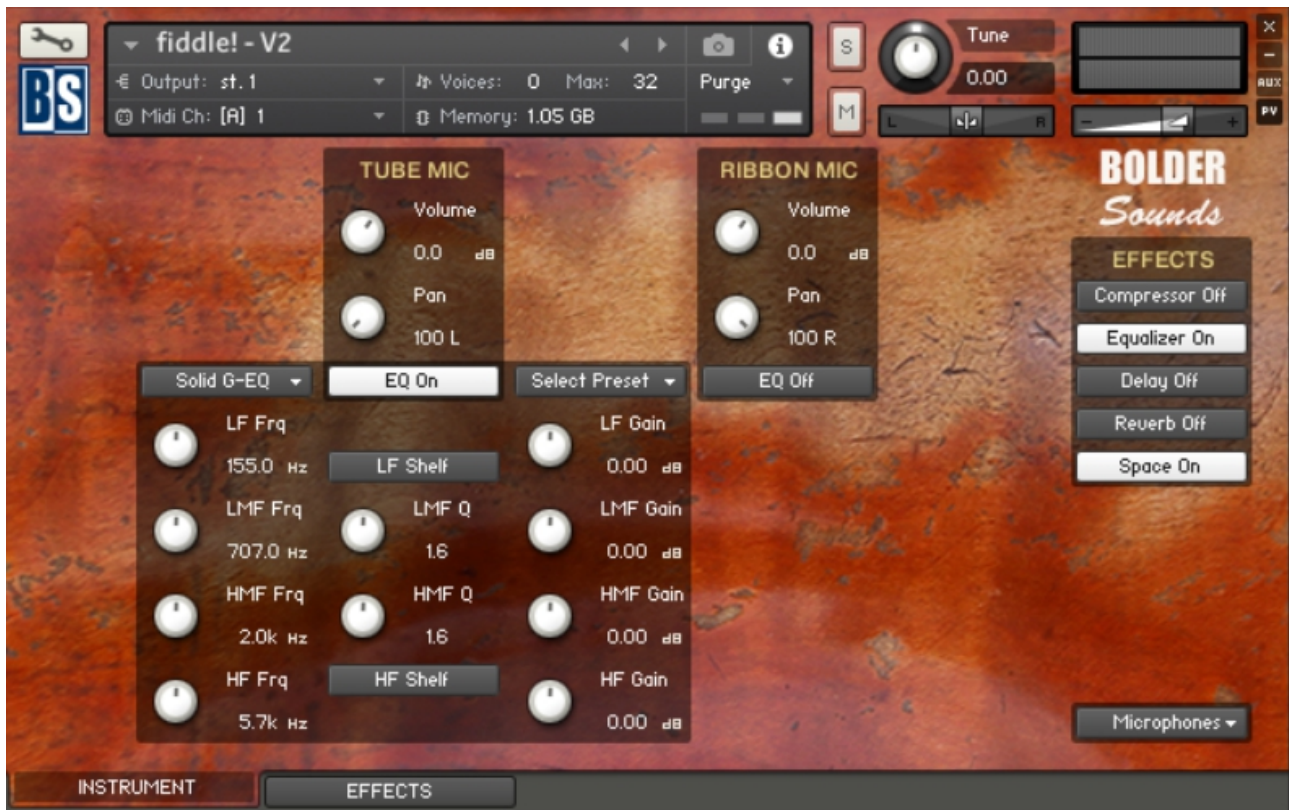 fiddle! - V2
Output: st. 1
Voices: 0 Max: 32
Purge
Midi Ch: [A] 1
Memory: 1.05 GB
S
M
Tune
0.00
L
R
-
+
×
-
AUX
PV
BS
TUBE MIC
Volume
0.0 dB
Pan
100 L
RIBBON MIC
Volume
0.0 dB
Pan
100 R
BOLDER
Sounds
EFFECTS
Compressor Off
Equalizer On
Delay Off
Reverb Off
Space On
Solid G-EQ
EQ On
Select Preset
EQ Off
LF Frq
155.0 Hz
LF Shelf
LF Gain
0.00 dB
LMF Frq
707.0 Hz
LMF Q
1.6
LMF Gain
0.00 dB
HMF Frq
2.0k Hz
HMF Q
1.6
HMF Gain
0.00 dB
HF Frq
5.7k Hz
HF Shelf
HF Gain
0.00 dB
Microphones
INSTRUMENT
EFFECTS